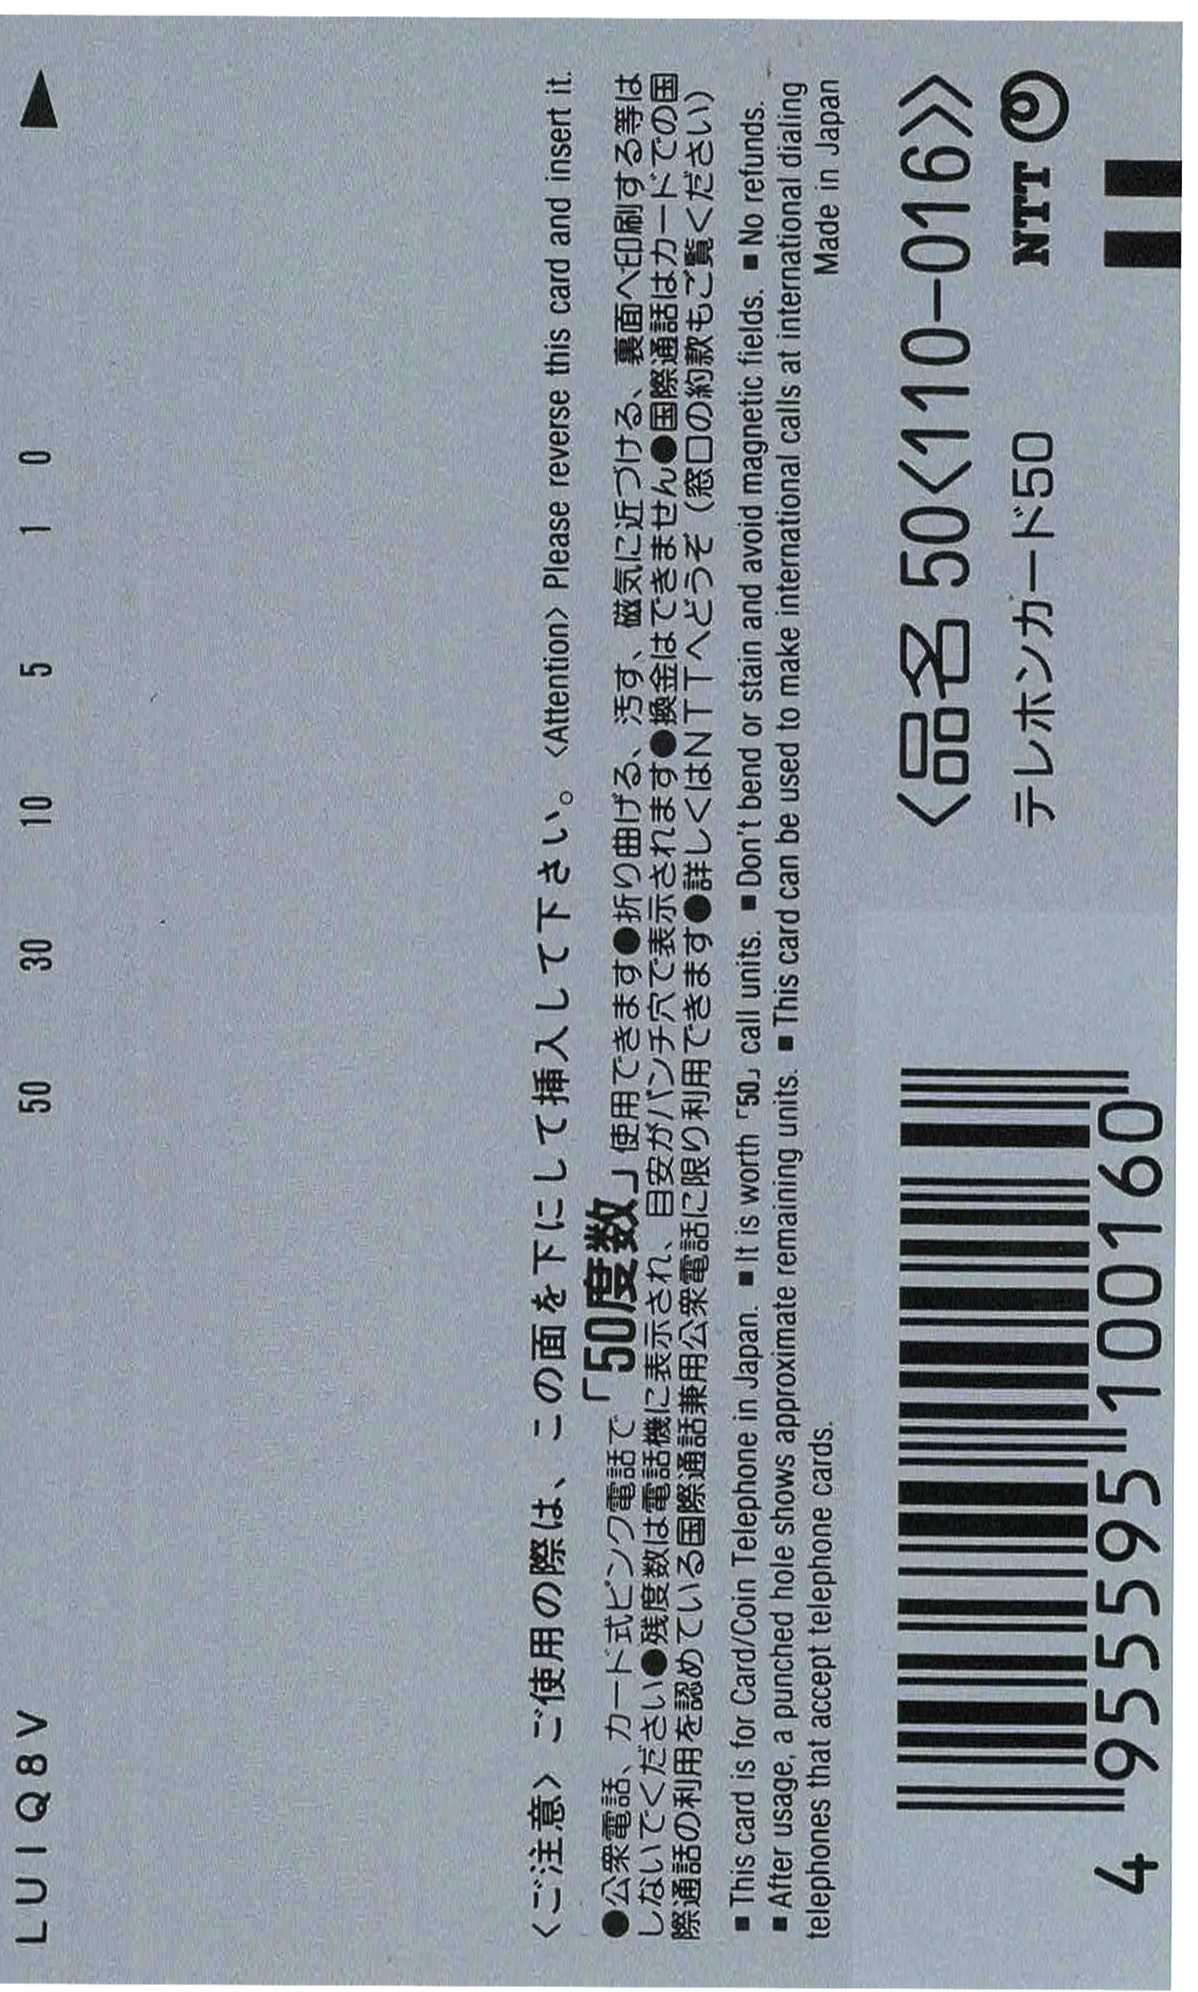 LUIQ8V 50 30 10 5 1 0 ▶
〈ご注意〉ご使用の際は、この面を下にして挿入して下さい。〈Attention〉Please reverse this card and insert it.
●公衆電話、カード式ピンク電話で「50度数」使用できます●折り曲げる、汚す、磁気に近づける、裏面へ印刷する等は
しないでください●残度数は電話機に表示され、目安がパンチ穴で表示されます●換金はできません●国際通話はカードでの国
際通話の利用を認めている国際通話兼用公衆電話に限り利用できます●詳しくはNTTへどうぞ(窓口の約款もご覧ください)
■This card is for Card/Coin Telephone in Japan. ■It is worth「50」call units. ■Don't bend or stain and avoid magnetic fields. ■No refunds.
■After usage, a punched hole shows approximate remaining units. ■This card can be used to make international calls at international dialing
telephones that accept telephone cards. Made in Japan
〈品名 50〈110-016〉〉
テレホンカード50 NTT
4 955595 100160